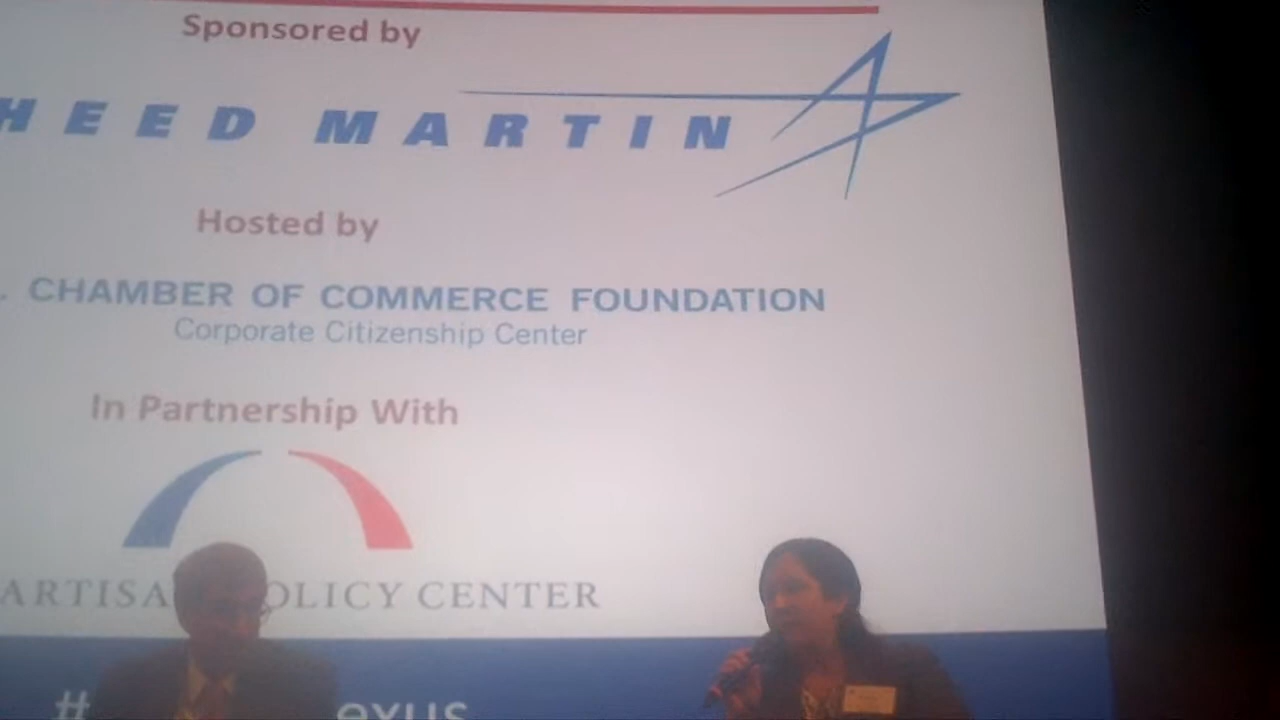 Sponsored by
HEED MARTIN
Hosted by
. CHAMBER OF COMMERCE FOUNDATION
Corporate Citizenship Center
In Partnership With
ARTISA OLICY CENTER
# exus